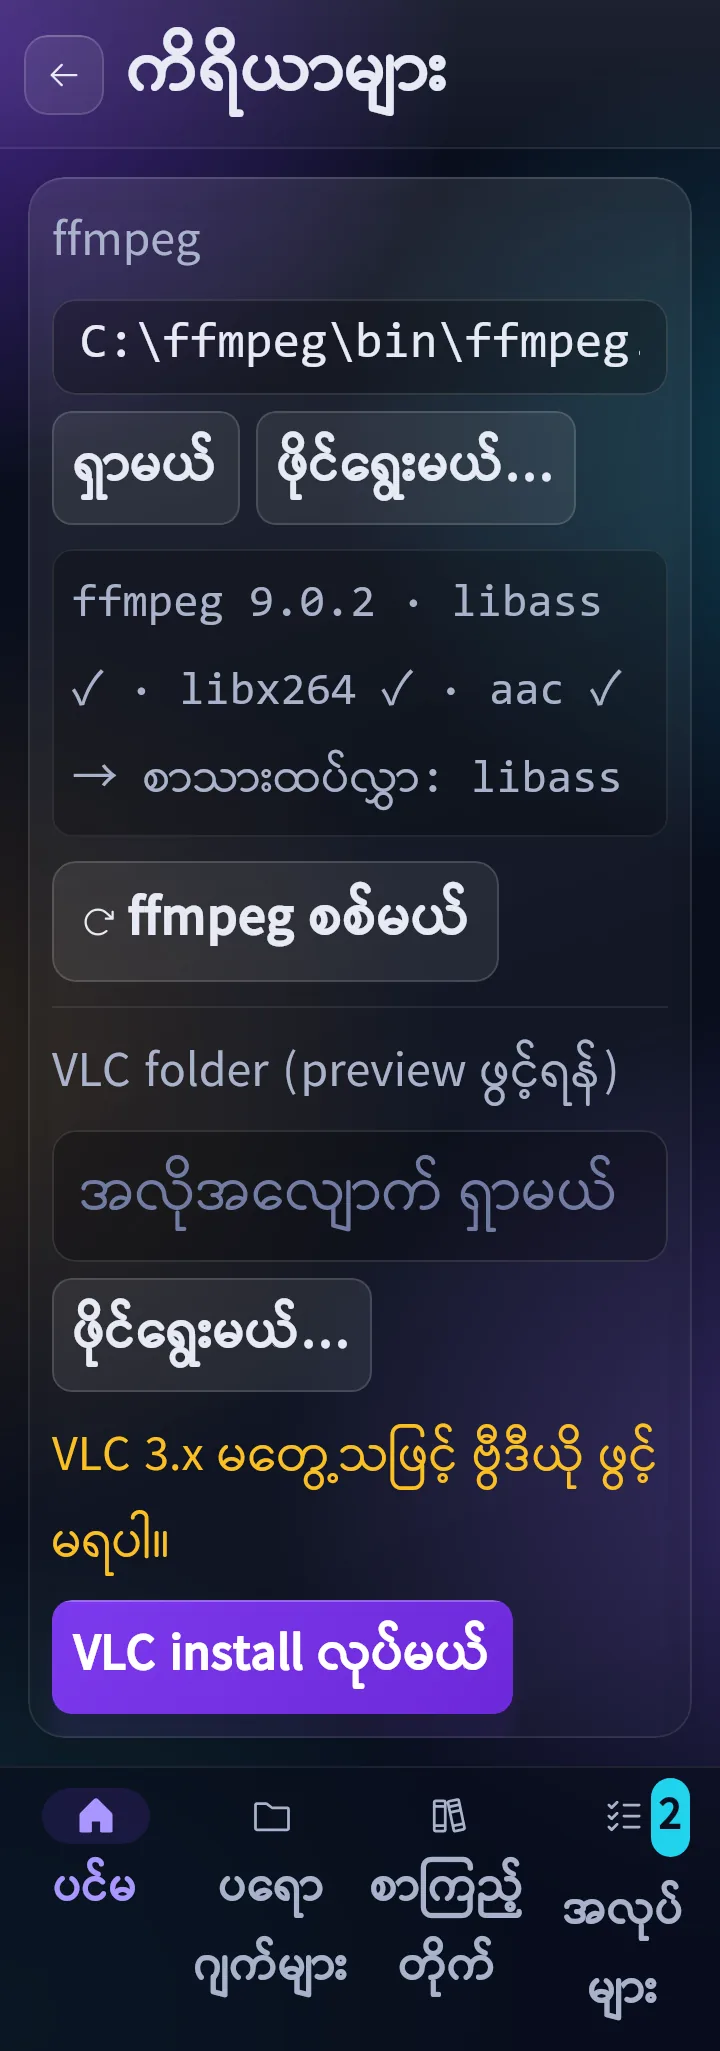 ကိရိယာများ
ffmpeg
C:\ffmpeg\bin\ffmpeg.
ရှာမယ်
ဖိုင်ရွေးမယ်...
ffmpeg 9.0.2 · libass
✓ · libx264 ✓ · aac ✓
→ စာသားထပ်လွှာ: libass
ffmpeg စစ်မယ်
VLC folder (preview ဖွင့်ရန်)
အလိုအလျောက် ရှာမယ်
ဖိုင်ရွေးမယ်...
VLC 3.x မတွေ့သဖြင့် ဗွီဒီယို ဖွင့်
မရပါ။
VLC install လုပ်မယ်
2
ပင်မ
ပရော
ဂျက်များ
စာကြည့်
တိုက်
အလုပ်
များ